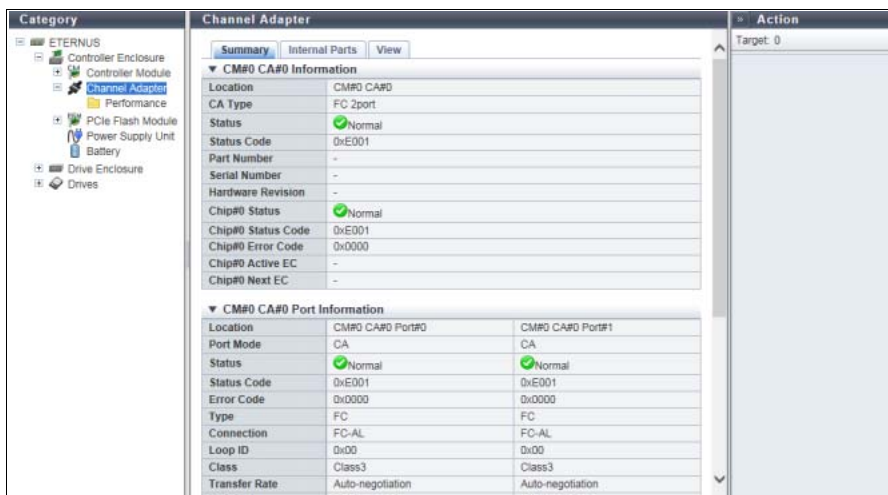 Category
ETERNUS
Controller Enclosure
Controller Module
Channel Adapter
Performance
PCIe Flash Module
Power Supply Unit
Battery
Drive Enclosure
Drives
Channel Adapter
Summary Internal Parts View
▼ CM#0 CA#0 Information
Location CM#0 CA#0
CA Type FC 2port
Status Normal
Status Code 0xE001
Part Number -
Serial Number -
Hardware Revision -
Chip#0 Status Normal
Chip#0 Status Code 0xE001
Chip#0 Error Code 0x0000
Chip#0 Active EC -
Chip#0 Next EC -
▼ CM#0 CA#0 Port Information
Location CM#0 CA#0 Port#0 CM#0 CA#0 Port#1
Port Mode CA CA
Status Normal Normal
Status Code 0xE001 0xE001
Error Code 0x0000 0x0000
Type FC FC
Connection FC-AL FC-AL
Loop ID 0x00 0x00
Class Class3 Class3
Transfer Rate Auto-negotiation Auto-negotiation
» Action
Target: 0